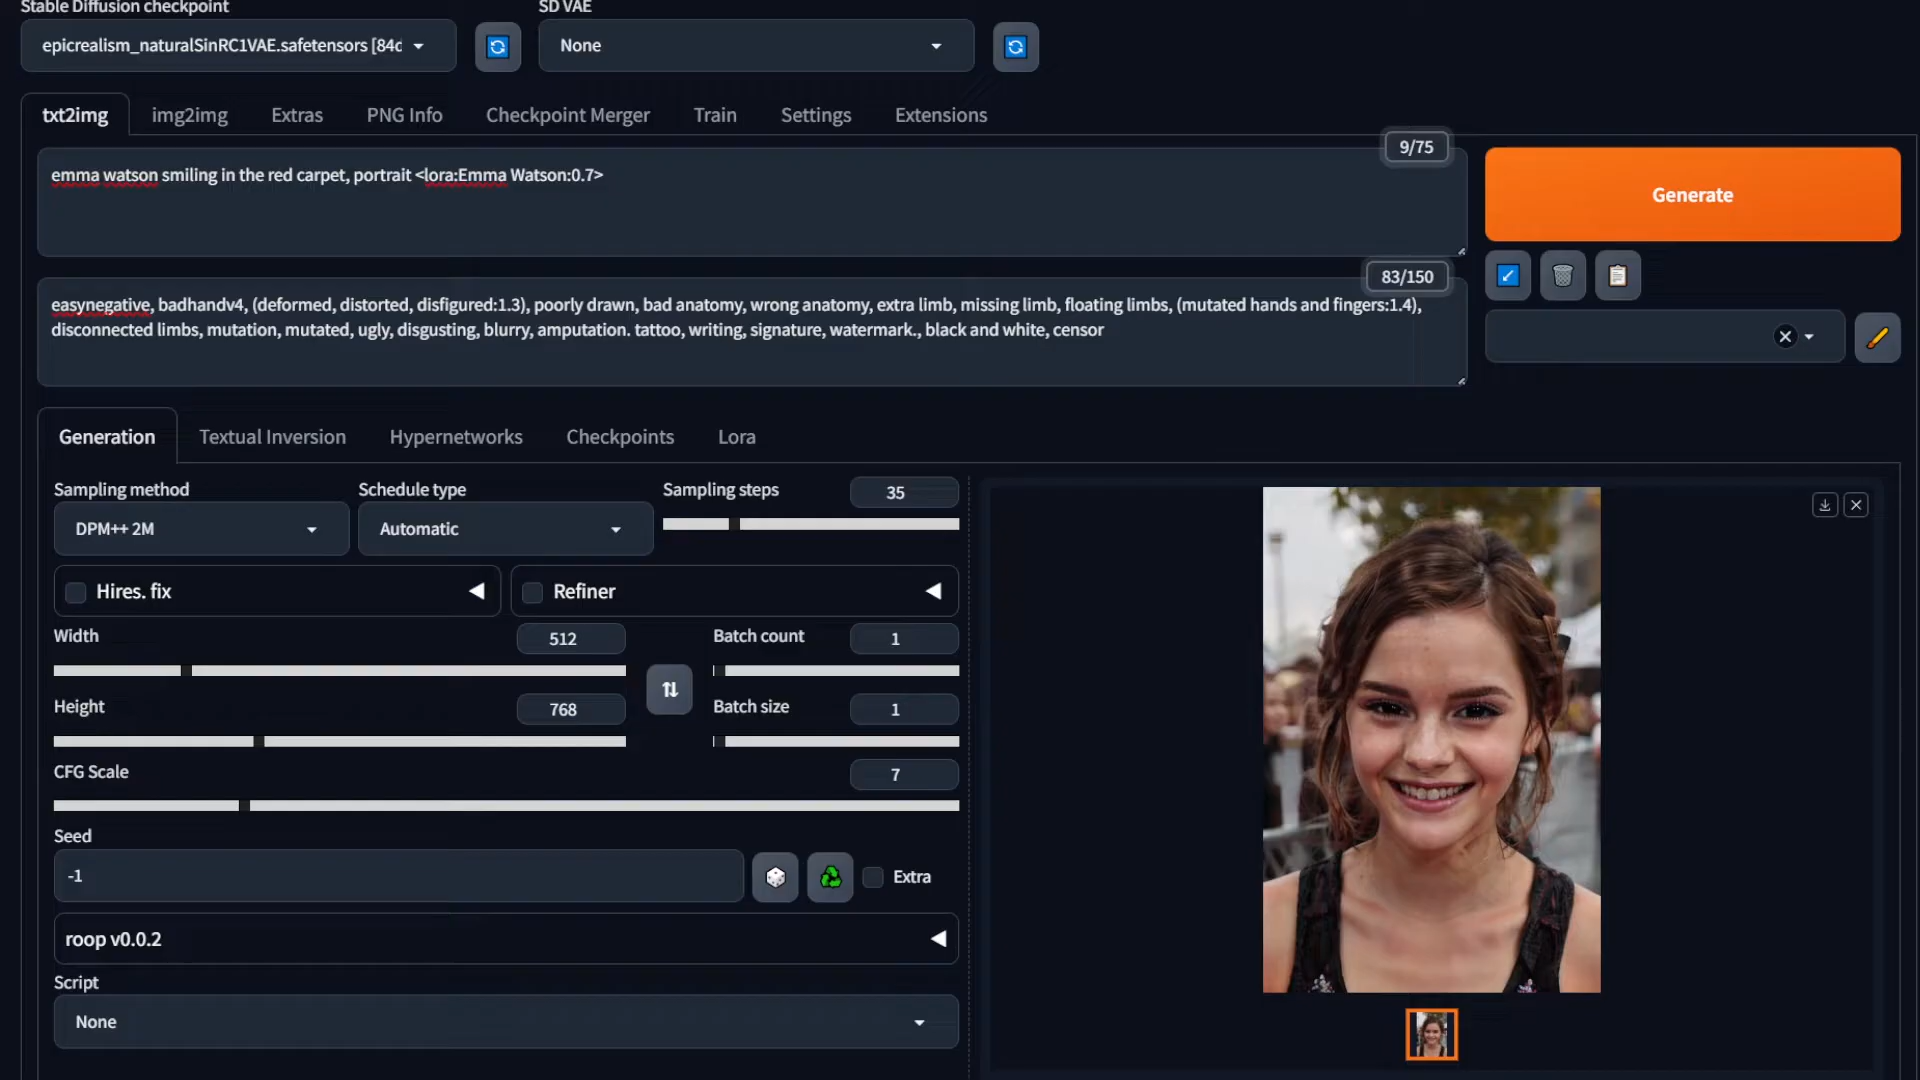 Stable Diffusion checkpoint
SD VAE
epicrealism_naturalSinRC1VAE.safetensors [84c
None
txt2img
img2img
Extras
PNG Info
Checkpoint Merger
Train
Settings
Extensions
9/75
emma watson smiling in the red carpet, portrait <lora:Emma Watson:0.7>
Generate
83/150
easynegative, badhandv4, (deformed, distorted, disfigured:1.3), poorly drawn, bad anatomy, wrong anatomy, extra limb, missing limb, floating limbs, (mutated hands and fingers:1.4),
disconnected limbs, mutation, mutated, ugly, disgusting, blurry, amputation. tattoo, writing, signature, watermark., black and white, censor
Generation
Textual Inversion
Hypernetworks
Checkpoints
Lora
Sampling method
Schedule type
Sampling steps
35
DPM++ 2M
Automatic
Hires. fix
Refiner
Width
512
Batch count
1
Height
768
Batch size
1
CFG Scale
7
Seed
-1
Extra
roop v0.0.2
Script
None